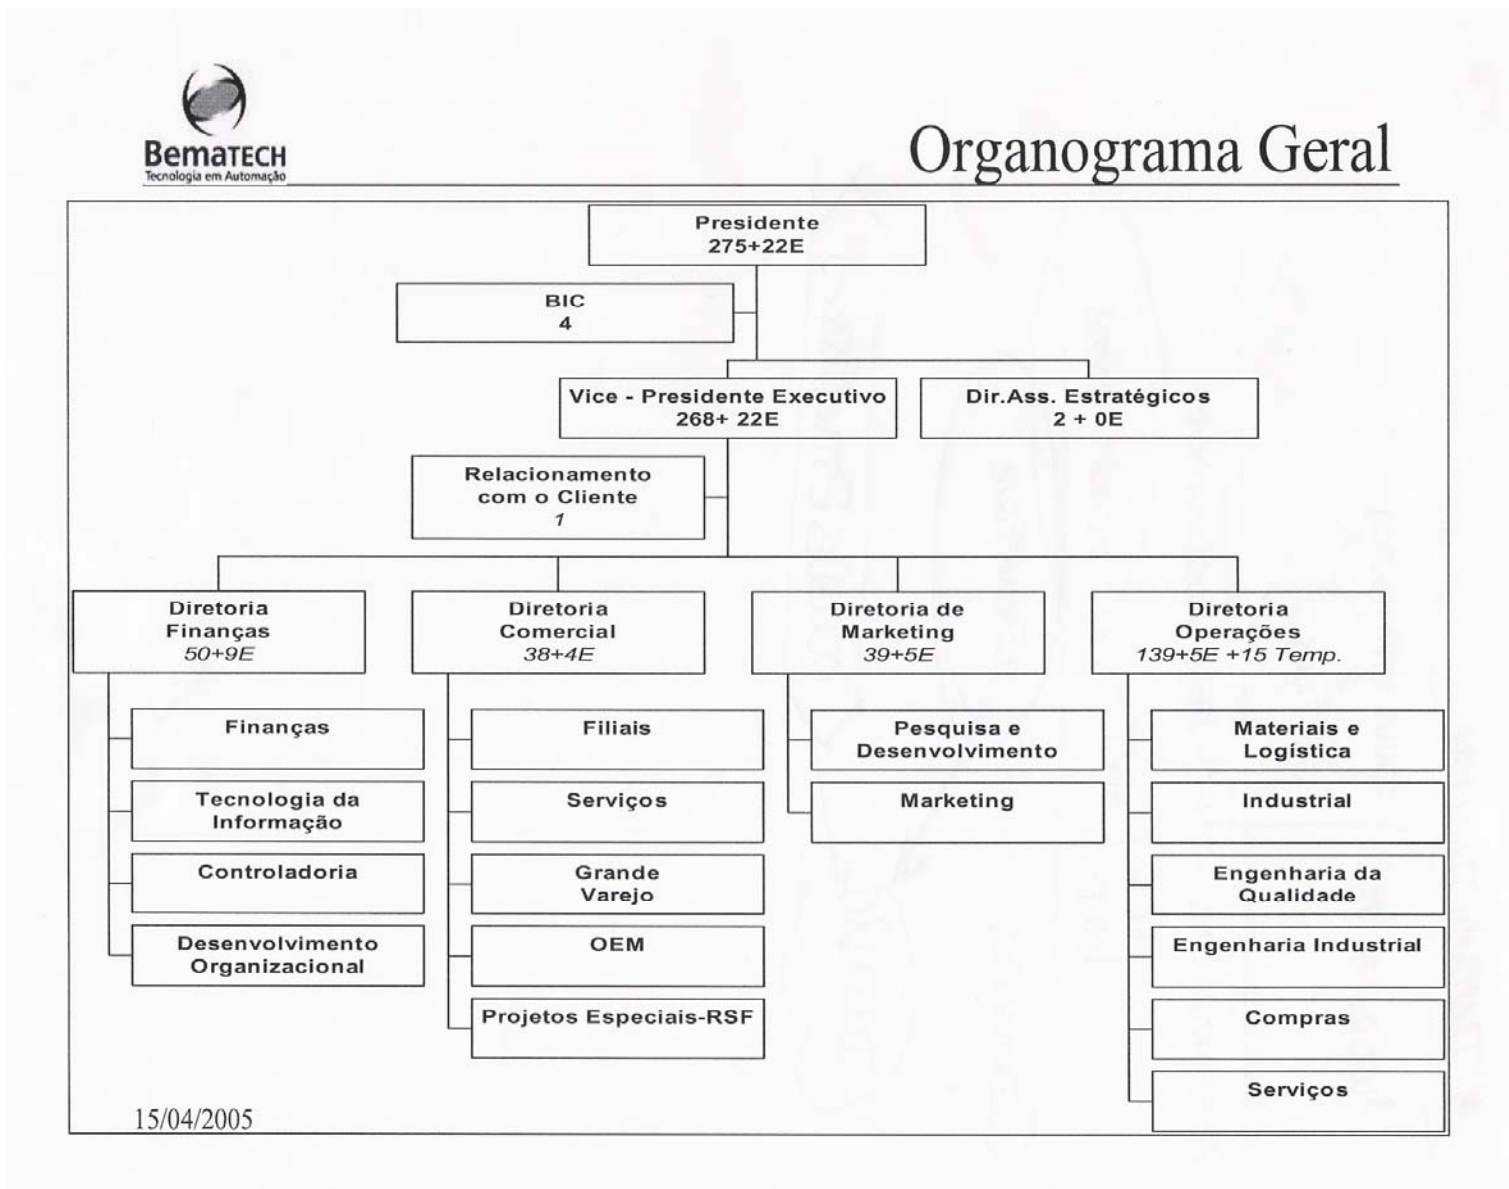 BemaTECH
Tecnologia em Automação
Organograma Geral
Presidente
275+22E
BIC
4
Vice - Presidente Executivo
268+ 22E
Dir.Ass. Estratégicos
2 + 0E
Relacionamento
com o Cliente
1
Diretoria
Finanças
50+9E
Diretoria
Comercial
38+4E
Diretoria de
Marketing
39+5E
Diretoria
Operações
139+5E +15 Temp.
Finanças
Tecnologia da
Informação
Controladoria
Desenvolvimento
Organizacional
Filiais
Serviços
Grande
Varejo
OEM
Projetos Especiais-RSF
Pesquisa e
Desenvolvimento
Marketing
Materiais e
Logística
Industrial
Engenharia da
Qualidade
Engenharia Industrial
Compras
Serviços
15/04/2005